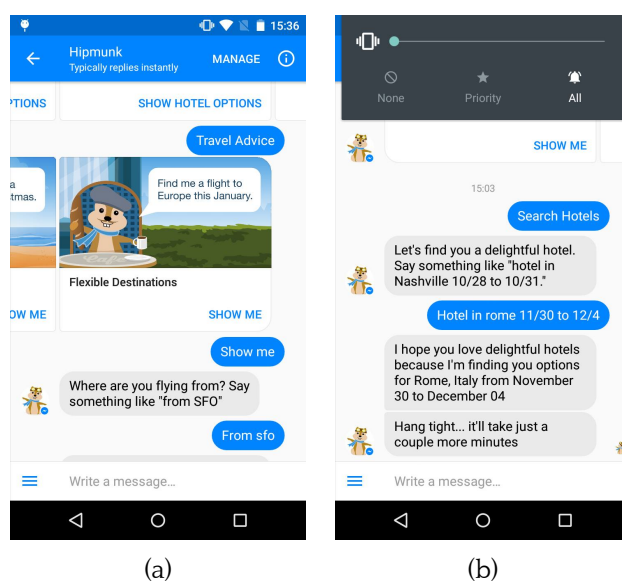 15:36
Hipmunk
Typically replies instantly
MANAGE
PTIONS
SHOW HOTEL OPTIONS
Travel Advice
a
tmas.
Find me a flight to
Europe this January.
Café
Flexible Destinations
OW ME
SHOW ME
Show me
Where are you flying from? Say
something like "from SFO"
From sfo
Write a message...
(a)
None
Priority
All
SHOW ME
15:03
Search Hotels
Let's find you a delightful hotel.
Say something like "hotel in
Nashville 10/28 to 10/31."
Hotel in rome 11/30 to 12/4
I hope you love delightful hotels
because I'm finding you options
for Rome, Italy from November
30 to December 04
Hang tight... it'll take just a
couple more minutes
Write a message...
(b)